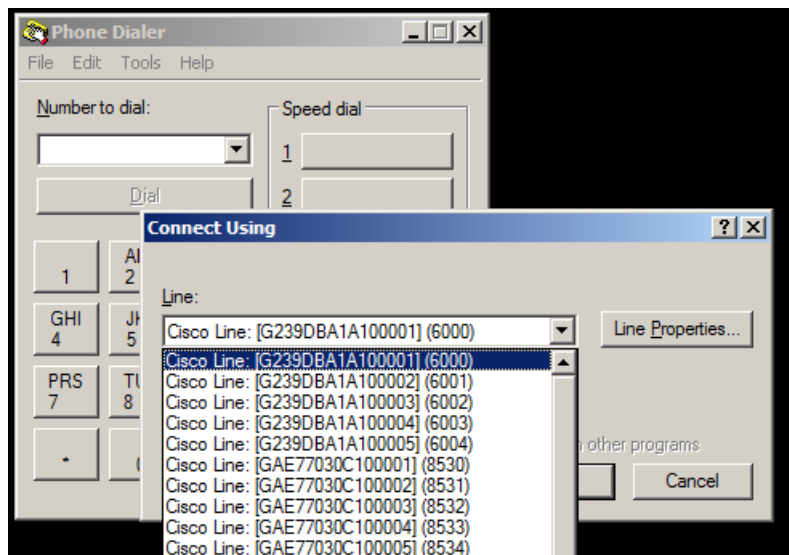 Phone Dialer
File Edit Tools Help
Number to dial:
Speed dial
1
Dial
2
Connect Using
1
2
Line:
GHI
4
5
Cisco Line: [G239DBA1A100001] (6000)
Line Properties...
Cisco Line: [G239DBA1A100001] (6000)
Cisco Line: [G239DBA1A100002] (6001)
PRS
7
8
Cisco Line: [G239DBA1A100003] (6002)
Cisco Line: [G239DBA1A100004] (6003)
Cisco Line: [G239DBA1A100005] (6004)
other programs
Cisco Line: [GAE77030C100001] (8530)
Cisco Line: [GAE77030C100002] (8531)
Cancel
Cisco Line: [GAE77030C100003] (8532)
Cisco Line: [GAE77030C100004] (8533)
Cisco Line: [GAE77030C100005] (8534)